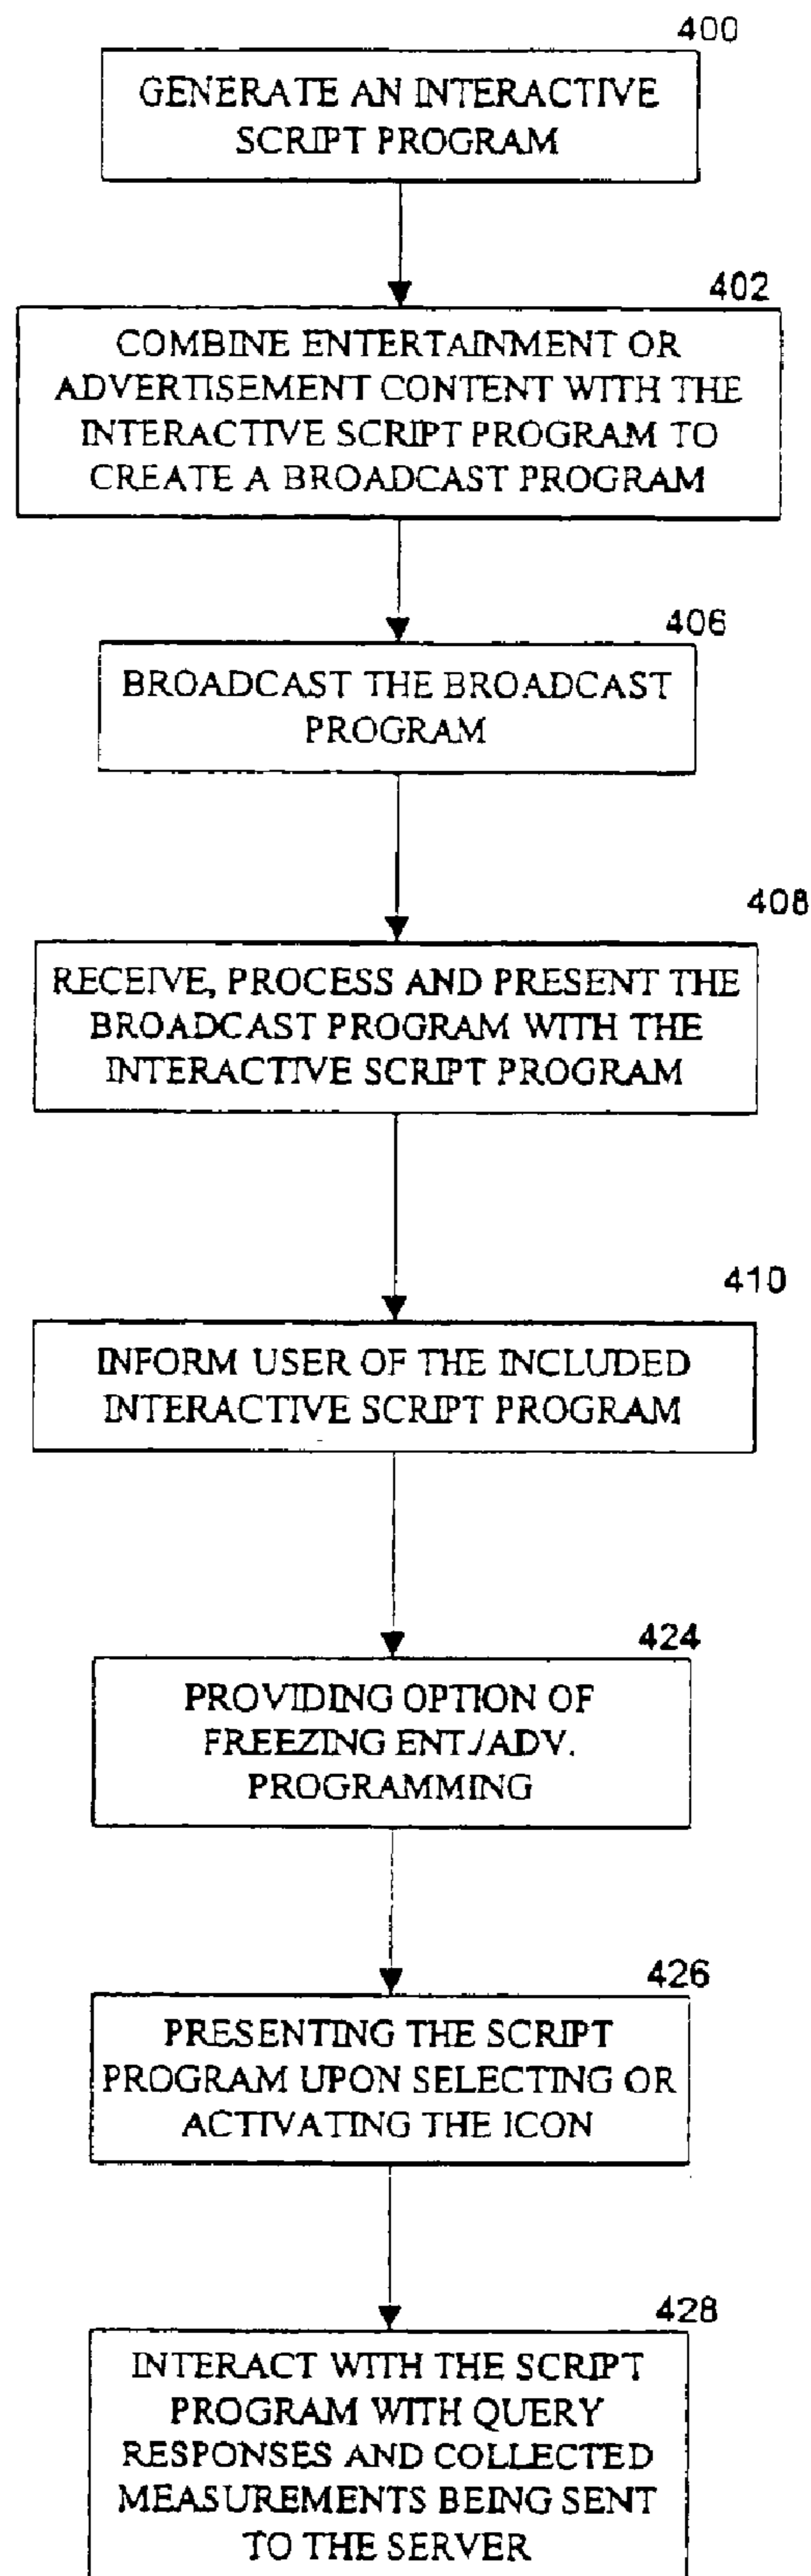 400
GENERATE AN INTERACTIVE
SCRIPT PROGRAM
402
COMBINE ENTERTAINMENT OR
ADVERTISEMENT CONTENT WITH THE
INTERACTIVE SCRIPT PROGRAM TO
CREATE A BROADCAST PROGRAM
406
BROADCAST THE BROADCAST
PROGRAM
408
RECEIVE, PROCESS AND PRESENT THE
BROADCAST PROGRAM WITH THE
INTERACTIVE SCRIPT PROGRAM
410
INFORM USER OF THE INCLUDED
INTERACTIVE SCRIPT PROGRAM
424
PROVIDING OPTION OF
FREEZING ENT./ADV.
PROGRAMMING
426
PRESENTING THE SCRIPT
PROGRAM UPON SELECTING OR
ACTIVATING THE ICON
428
INTERACT WITH THE SCRIPT
PROGRAM WITH QUERY
RESPONSES AND COLLECTED
MEASUREMENTS BEING SENT
TO THE SERVER